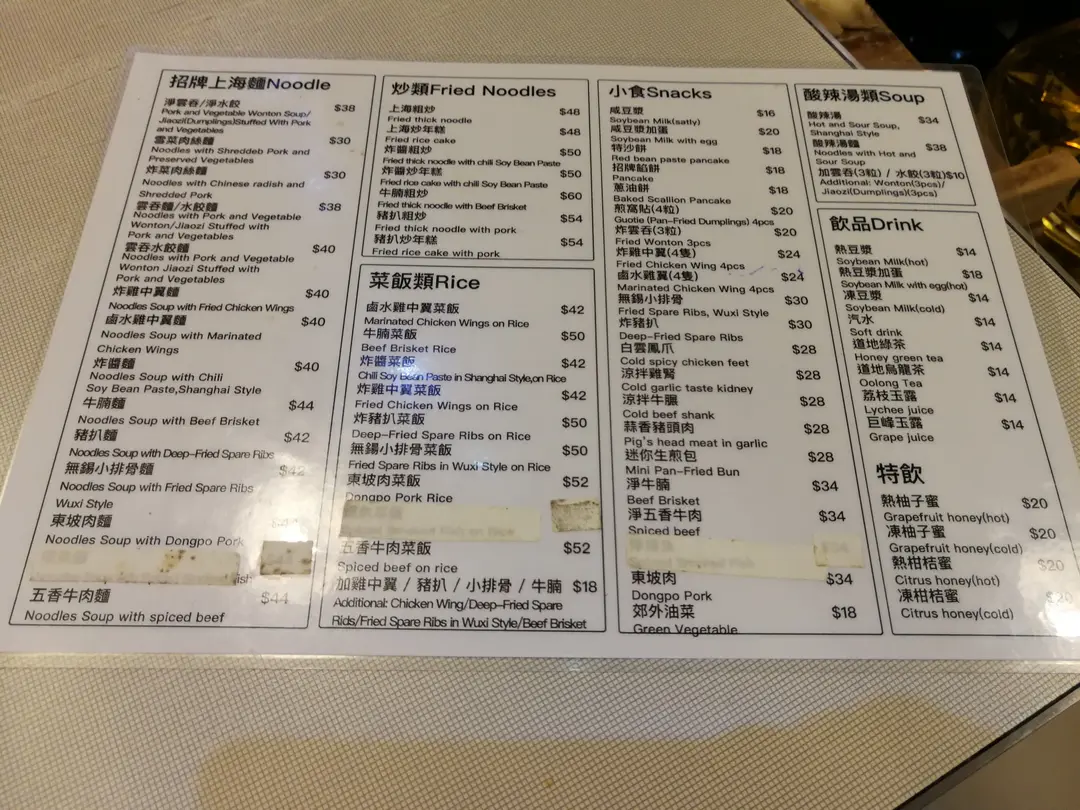 招牌上海麵Noodle
淨雲吞/淨水餃 $38
Pork and Vegetable Wonton Soup/
Jiaozi(Dumplings)Stuffed With Pork
and Vegetables
雪菜肉絲麵 $30
Noodles with Shreddeb Pork and
Preserved Vegetables
炸菜肉絲麵 $30
Noodles with Chinese radish and
Shredded Pork
雲吞麵/水餃麵 $38
Noodles with Pork and Vegetable
Wonton/Jiaozi Stuffed with
Pork and Vegetables
雲吞水餃麵 $40
Noodles with Pork and Vegetable
Wonton Jiaozi Stuffed with
Pork and Vegetables
炸雞中翼麵 $40
Noodles Soup with Fried Chicken Wings
鹵水雞中翼麵 $40
Noodles Soup with Marinated
Chicken Wings
炸醬麵 $40
Noodles Soup with Chili
Soy Bean Paste,Shanghai Style
牛腩麵 $44
Noodles Soup with Beef Brisket
豬扒麵 $42
Noodles Soup with Deep-Fried Spare Ribs
無錫小排骨麵 $42
Noodles Soup with Fried Spare Ribs
Wuxi Style
東坡肉麵
Noodles Soup with Dongpo Pork
五香牛肉麵 $44
Noodles Soup with spiced beef
炒類Fried Noodles
上海粗炒 $48
Fried thick noodle
上海炒年糕 $48
Fried rice cake
炸醬粗炒 $50
Fried thick noodle with chili Soy Bean Paste
炸醬炒年糕 $50
Fried rice cake with chili Soy Bean Paste
牛腩粗炒 $60
Fried thick noodle with Beef Brisket
豬扒粗炒 $54
Fried thick noodle with pork
豬扒炒年糕 $54
Fried rice cake with pork
菜飯類Rice
鹵水雞中翼菜飯 $42
Marinated Chicken Wings on Rice
牛腩菜飯 $50
Beef Brisket Rice
炸醬菜飯 $42
Chili Soy Bean Paste in Shanghai Style,on Rice
炸雞中翼菜飯 $42
Fried Chicken Wings on Rice
炸豬扒菜飯 $50
Deep-Fried Spare Ribs on Rice
無錫小排骨菜飯 $50
Fried Spare Ribs in Wuxi Style on Rice
東坡肉菜飯 $52
Dongpo Pork Rice
五香牛肉菜飯 $52
Spiced beef on rice
加雞中翼 / 豬扒 / 小排骨 / 牛腩 $18
Additional: Chicken Wing/Deep-Fried Spare
Rids/Fried Spare Ribs in Wuxi Style/Beef Brisket
小食Snacks
咸豆漿 $16
Soybean Milk(satly)
咸豆漿加蛋 $20
Soybean Milk with egg
特沙餅 $18
Red bean paste pancake
招牌餡餅 $18
Pancake
蔥油餅 $18
Baked Scallion Pancake
煎窩貼(4粒) $20
Guotie (Pan-Fried Dumplings) 4pcs
炸雲吞(3粒) $20
Fried Wonton 3pcs
炸雞中翼(4隻) $24
Fried Chicken Wing 4pcs
鹵水雞翼(4隻) $24
Marinated Chicken Wing 4pcs
無錫小排骨 $30
Fried Spare Ribs, Wuxi Style
炸豬扒 $30
Deep-Fried Spare Ribs
白雲鳳爪 $28
Cold spicy chicken feet
涼拌雞腎 $28
Cold garlic taste kidney
涼拌牛𦟌 $28
Cold beef shank
蒜香豬頭肉 $28
Pig's head meat in garlic
迷你生煎包 $28
Mini Pan-Fried Bun
淨牛腩 $34
Beef Brisket
淨五香牛肉 $34
Spiced beef
東坡肉 $34
Dongpo Pork
郊外油菜 $18
Green Vegetable
酸辣湯類Soup
酸辣湯 $34
Hot and Sour Soup,
Shanghai Style
酸辣湯麵 $38
Noodles with Hot and
Sour Soup
加雲吞(3粒) / 水餃(3粒)$10
Additional: Wonton(3pcs)/
Jiaozi(Dumplings)(3pcs)
飲品Drink
熱豆漿 $14
Soybean Milk(hot)
熱豆漿加蛋 $18
Soybean Milk with egg(hot)
凍豆漿 $14
Soybean Milk(cold)
汽水 $14
Soft drink
道地綠茶 $14
Honey green tea
道地烏龍茶 $14
Oolong Tea
荔枝玉露 $14
Lychee juice
巨峰玉露 $14
Grape juice
特飲
熱柚子蜜 $20
Grapefruit honey(hot)
凍柚子蜜 $20
Grapefruit honey(cold)
熱柑桔蜜 $20
Citrus honey(hot)
凍柑桔蜜 $20
Citrus honey(cold)